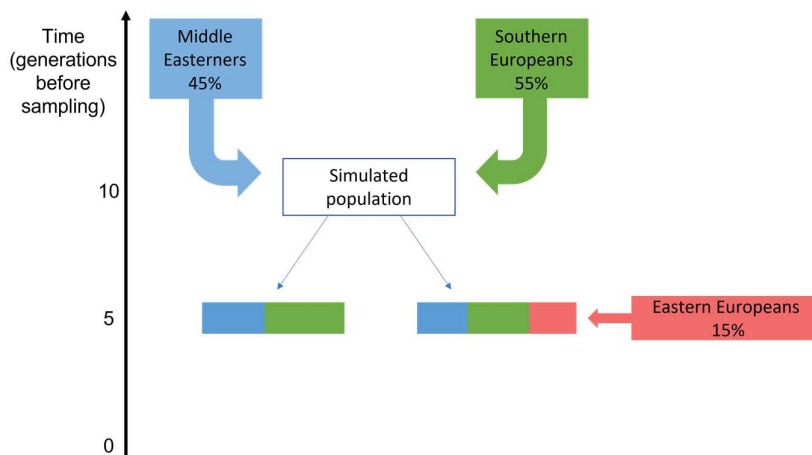 Time
(generations
before
sampling)
Middle
Easterners
45%
Southern
Europeans
55%
10
Simulated
population
5
Eastern Europeans
15%
0